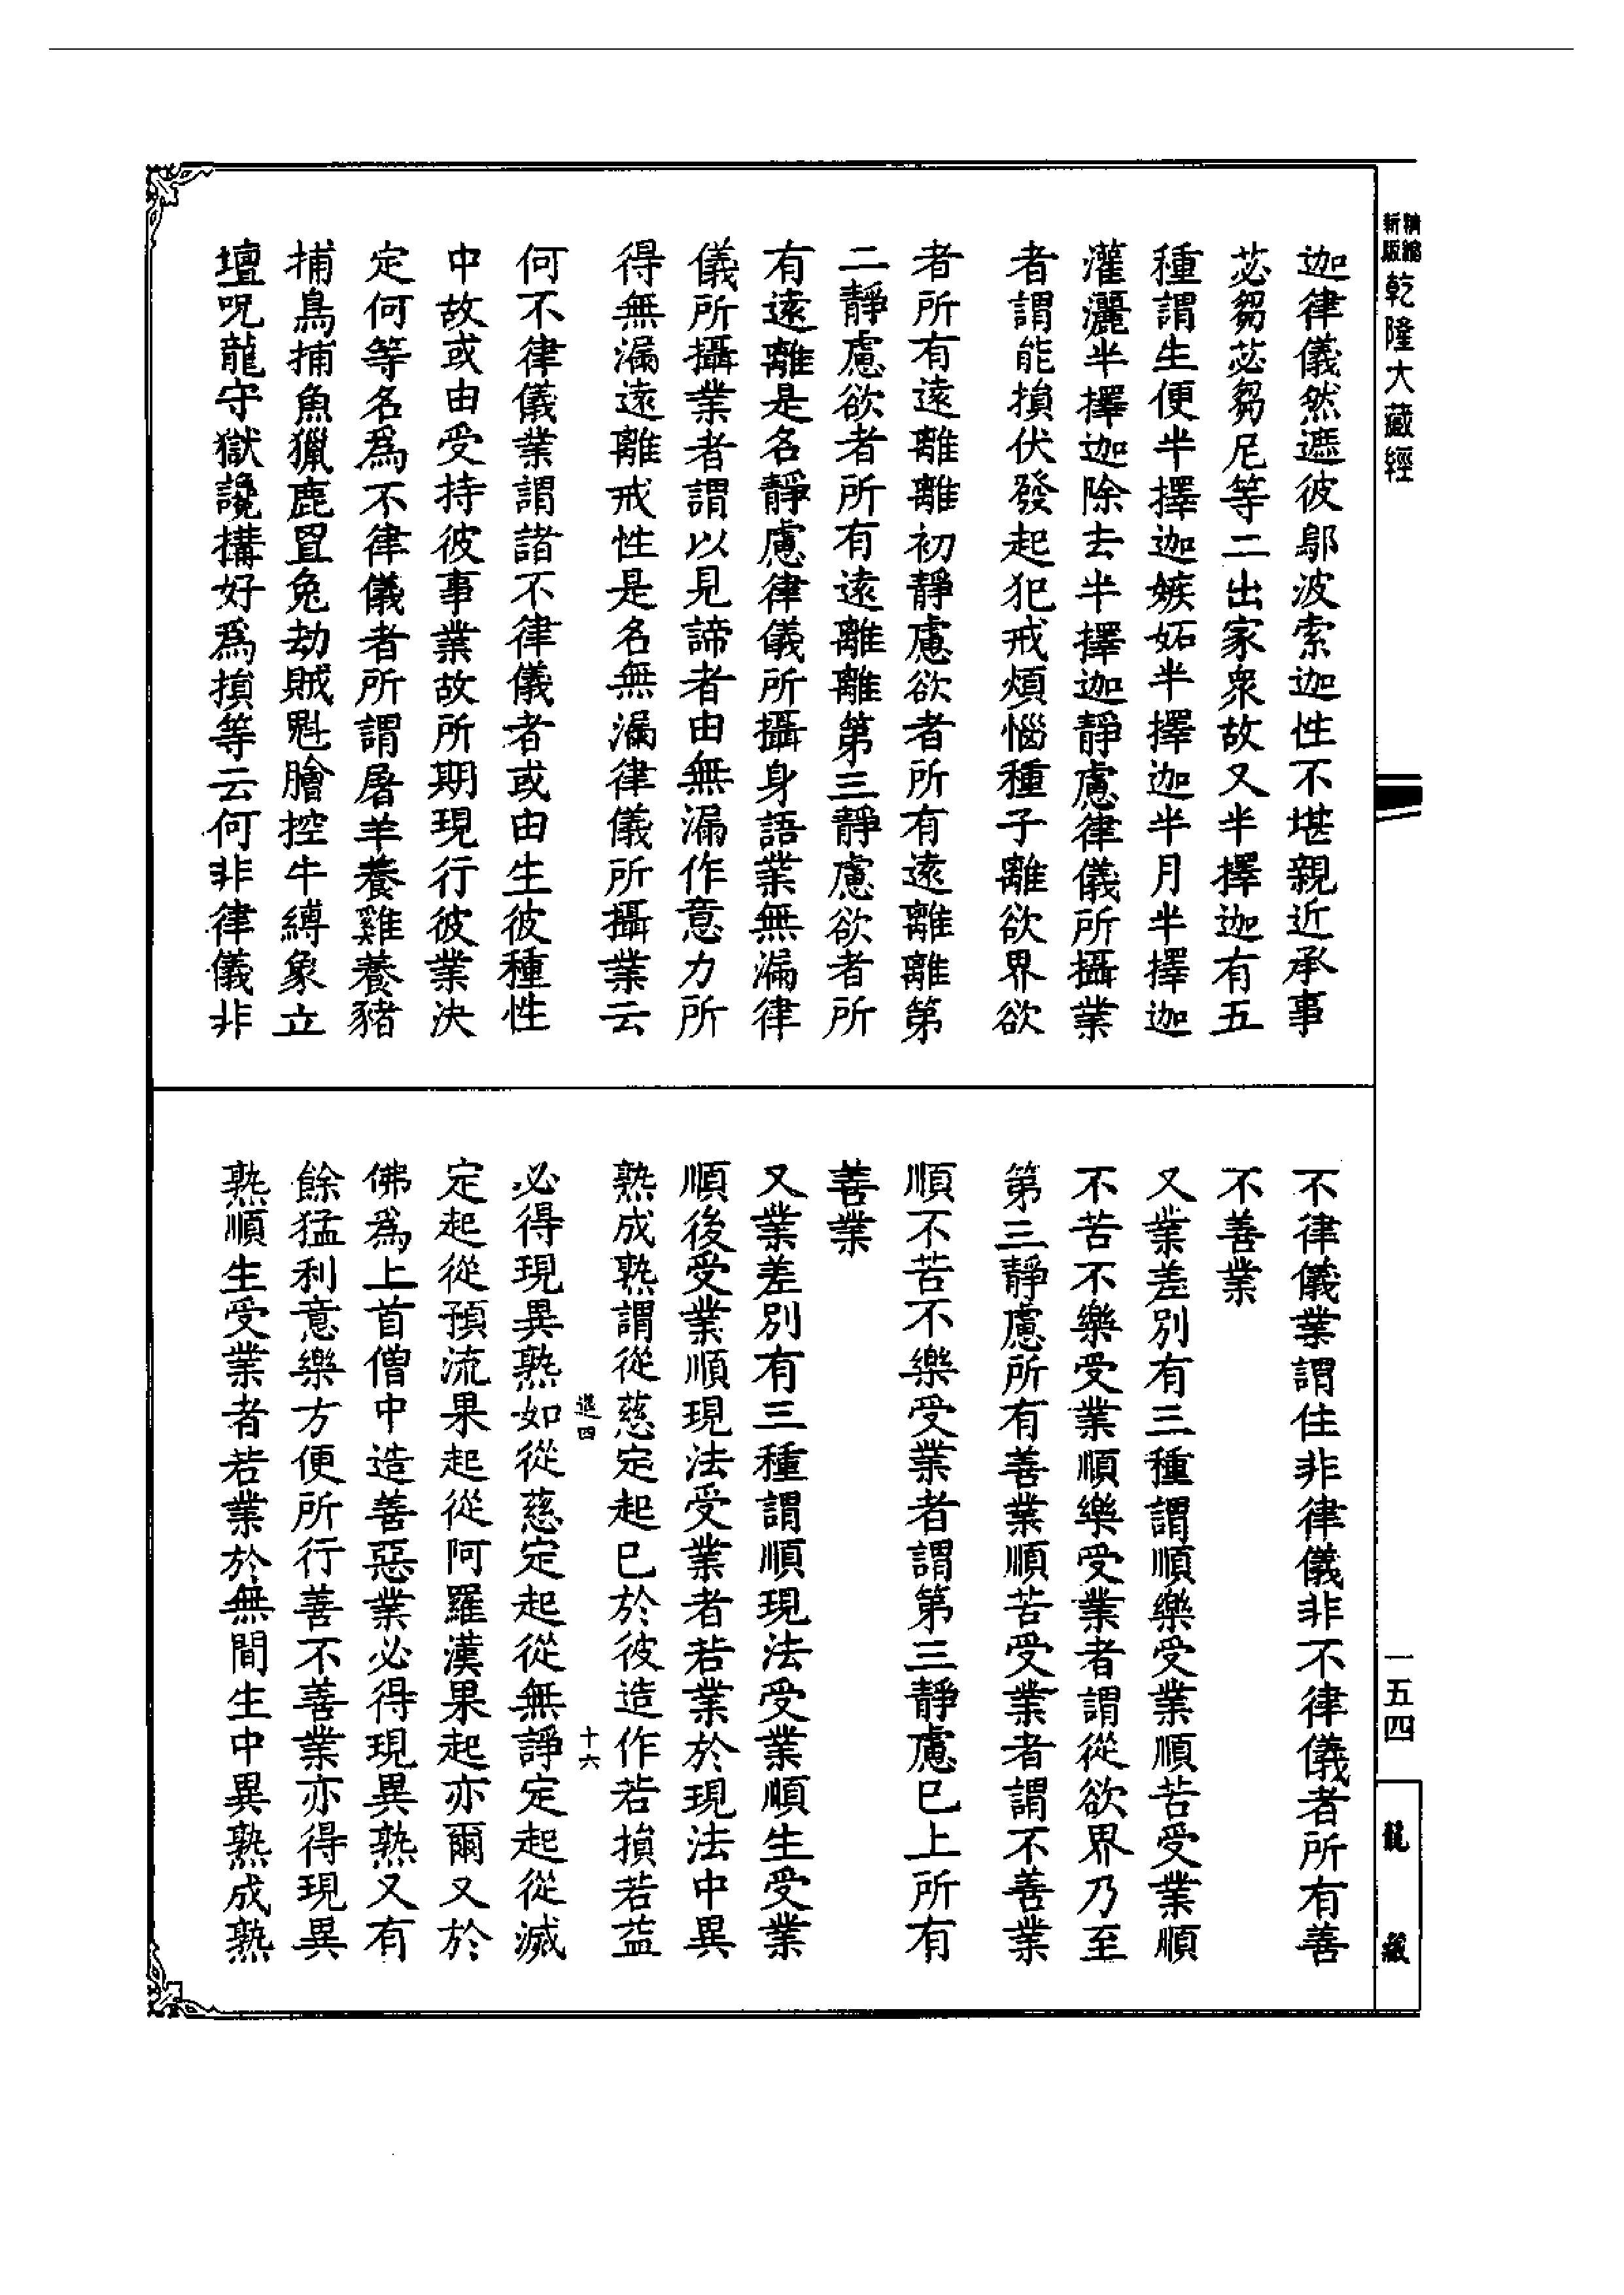 精縮新版乾隆大藏經
迦律儀然遮彼鄔波索迦性不堪親近承事
苾芻苾芻尼等二出家衆故又半擇迦有五
種謂生便半擇迦嫉妬半擇迦半月半擇迦
灌灑半擇迦除去半擇迦靜慮律儀所攝業
者謂能損伏發起犯戒煩惱種子離欲界欲
者所有遠離離初靜慮欲者所有遠離離第
二靜慮欲者所有遠離離第三靜慮欲者所
有遠離是名靜慮律儀所攝身語業無漏律
儀所攝業者謂以見諦者由無漏作意力所
得無漏遠離戒性是名無漏律儀所攝業云
何不律儀業謂諸不律儀者或由生彼種性
中故或由受持彼事業故所期現行彼業決
定何等名爲不律儀者所謂屠羊養雞養豬
捕鳥捕魚獵鹿罝兔劫賊魁膾控牛縛象立
壇呪龍守獄讒搆好爲損等云何非律儀非
不律儀業謂住非律儀非不律儀者所有善
不善業
又業差別有三種謂順樂受業順苦受業順
不苦不樂受業順樂受業者謂從欲界乃至
第三靜慮所有善業順苦受業者謂不善業
順不苦不樂受業者謂第三靜慮已上所有
善業
又業差別有三種謂順現法受業順生受業
順後受業順現法受業者若業於現法中異
熟成熟謂從慈定起已於彼造作若損若益
退四 十六
必得現異熟如從慈定起從無諍定起從滅
定起從預流果起從阿羅漢果起亦爾又於
佛爲上首僧中造善惡業必得現異熟又有
餘猛利意樂方便所行善不善業亦得現異
熟順生受業者若業於無間生中異熟成熟
一五四
龍藏